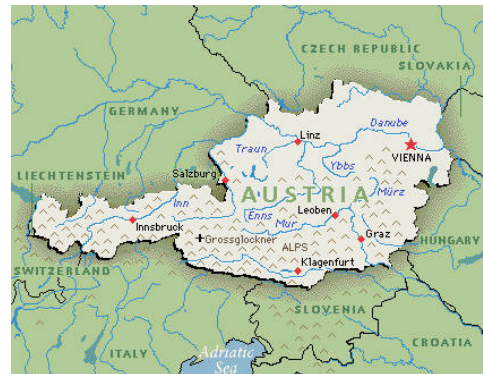 CZECH REPUBLIC
SLOVAKIA
GERMANY
Danube
Linz
Traun
VIENNA
Ybbs
LIECHTENSTEIN
Salzburg
AUSTRIA
Mürz
Inn
Enns
Leoben
Mur
Innsbruck
Graz
Grossglockner
ALPS
HUNGARY
SWITZERLAND
Klagenfurt
SLOVENIA
CROATIA
ITALY
Adriatic
Sea